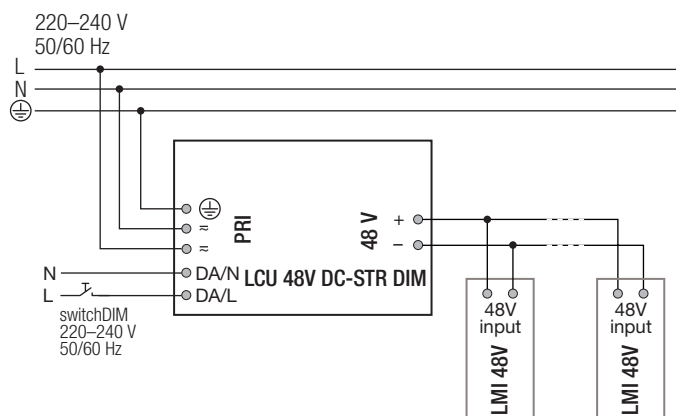 220–240 V
50/60 Hz
L
N
PRI
≂
≂
48 V
+
−
N
DA/N
LCU 48V DC-STR DIM
L
DA/L
switchDIM
220–240 V
50/60 Hz
48V
input
LMI 48V
48V
input
LMI 48V